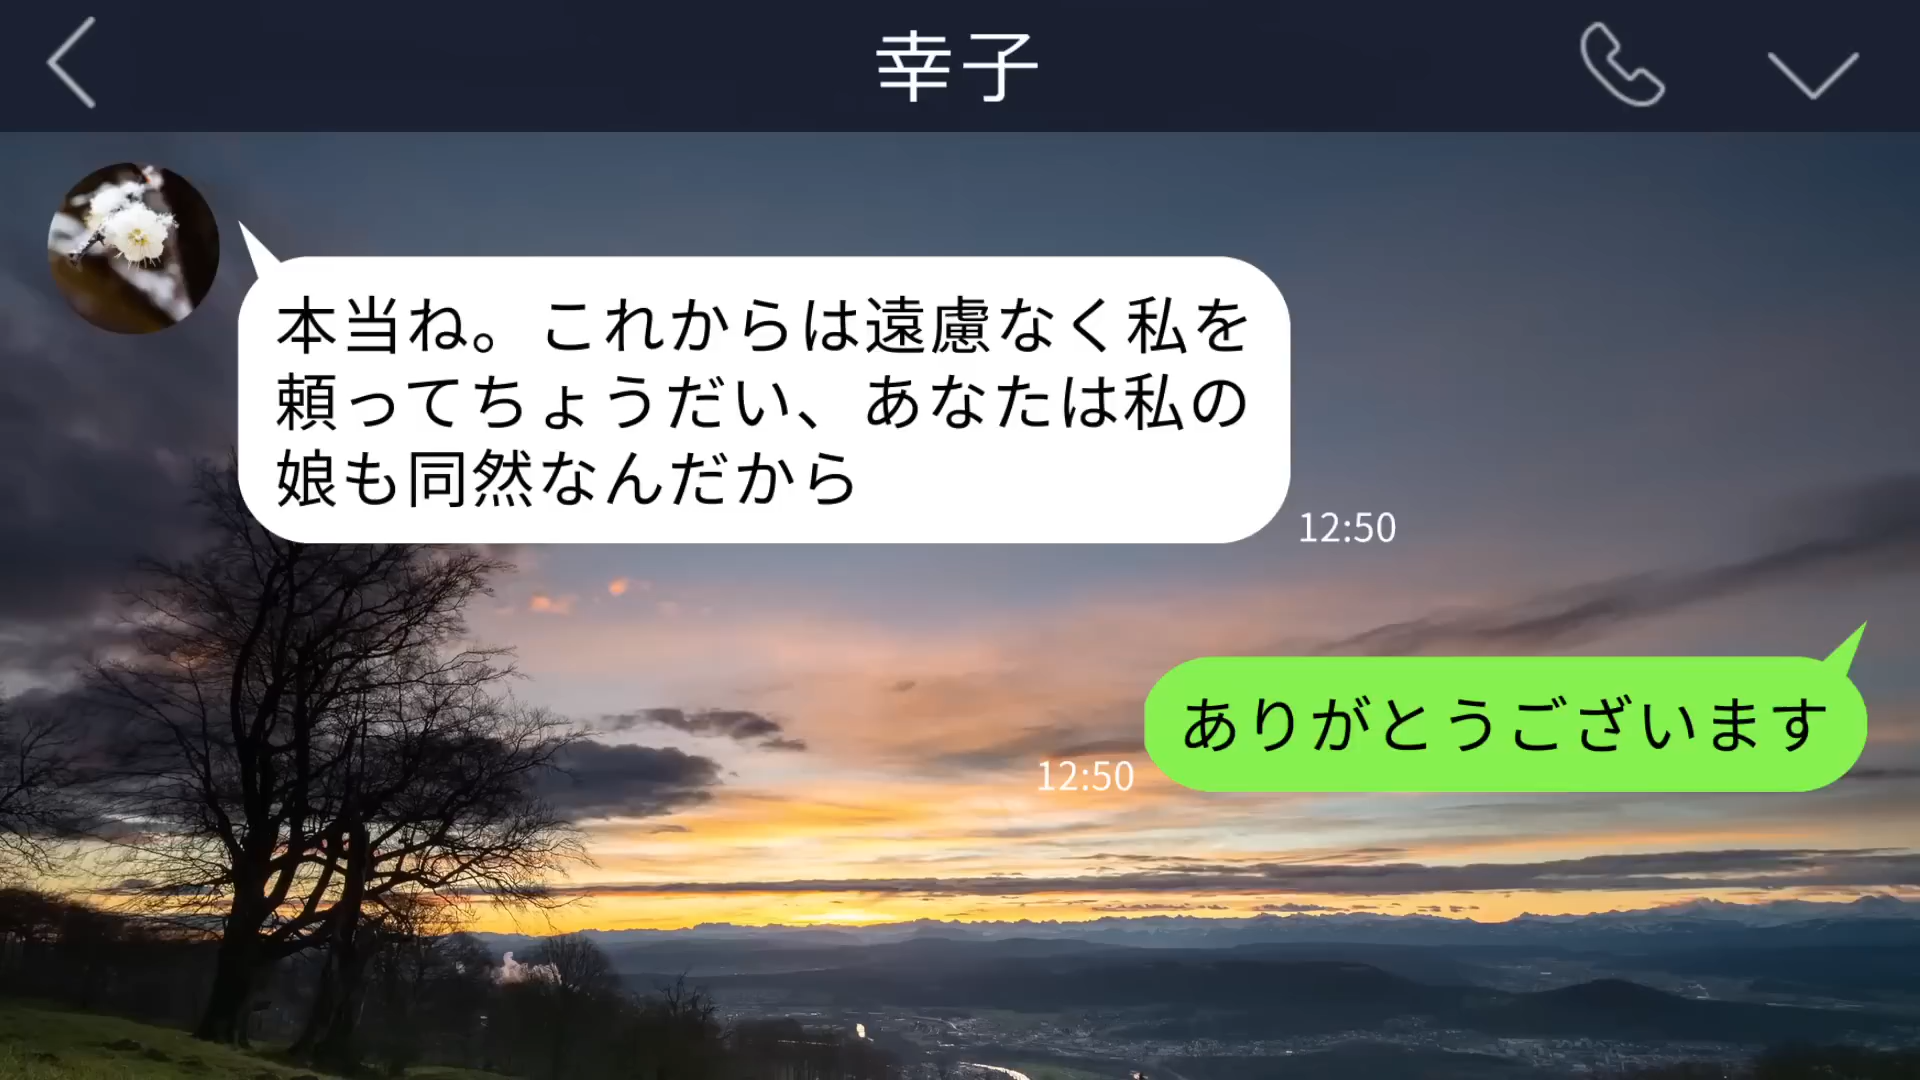 幸子
本当ね。これからは遠慮なく私を
頼ってちょうだい、あなたは私の
娘も同然なんだから
12:50
ありがとうございます
12:50